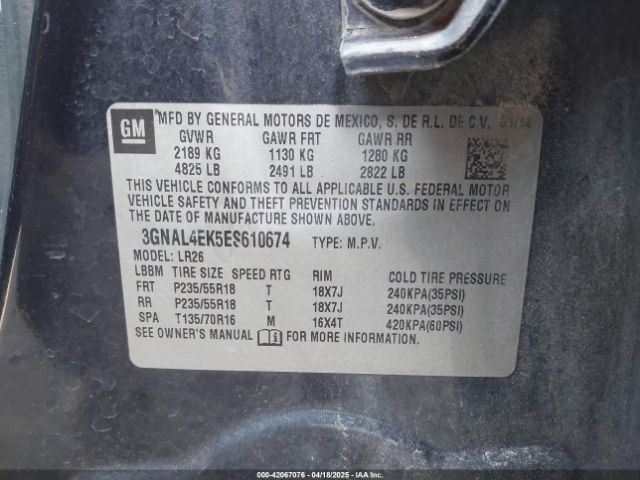 GM
MFD BY GENERAL MOTORS DE MEXICO, S. DE R.L. DE C.V.
GVWR GAWR FRT GAWR RR
2189 KG 1130 KG 1280 KG
4825 LB 2491 LB 2822 LB
THIS VEHICLE CONFORMS TO ALL APPLICABLE U.S. FEDERAL MOTOR
VEHICLE SAFETY AND THEFT PREVENTION STANDARDS IN EFFECT ON
THE DATE OF MANUFACTURE SHOWN ABOVE.
3GNAL4EK5ES610674 TYPE: M.P.V.
MODEL: LR26
LBBM TIRE SIZE SPEED RTG RIM COLD TIRE PRESSURE
FRT P235/55R18 T 18X7J 240KPA(35PSI)
RR P235/55R18 T 18X7J 240KPA(35PSI)
SPA T135/70R16 M 16X4T 420KPA(60PSI)
SEE OWNER'S MANUAL FOR MORE INFORMATION.
000-42067076 - 04/18/2025 - IAAI.COM